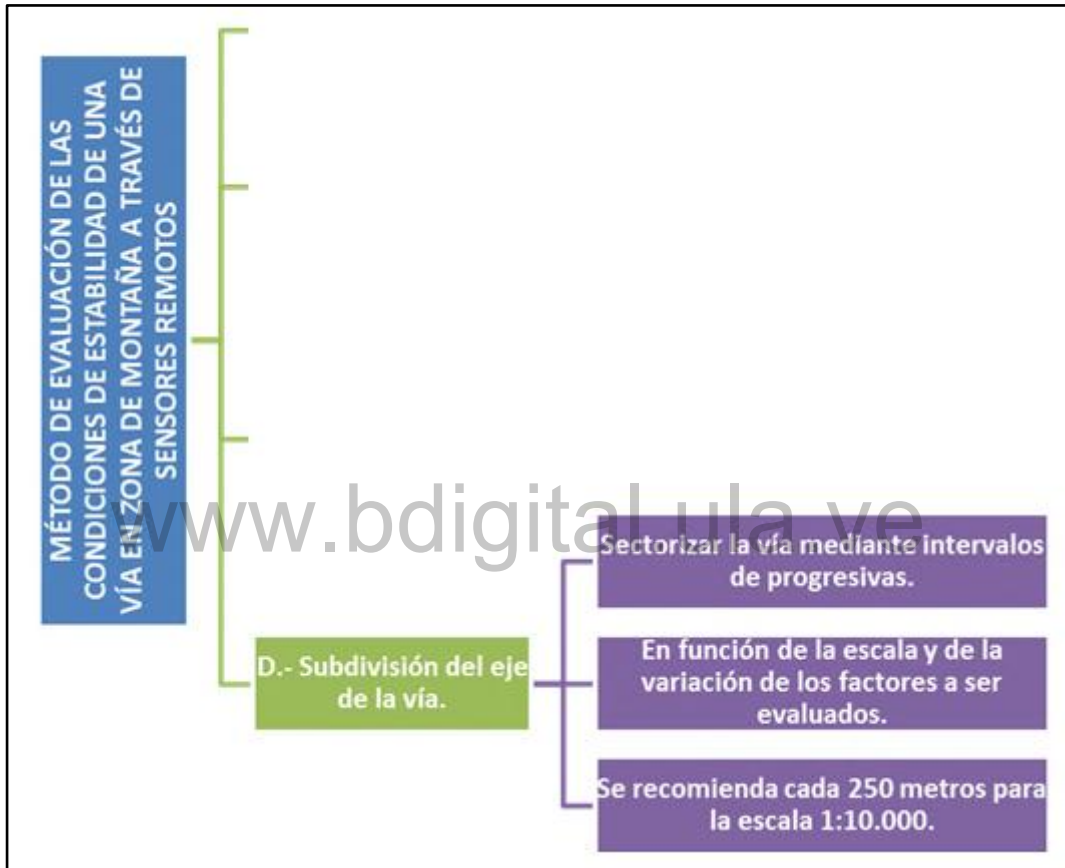 MÉTODO DE EVALUACIÓN DE LAS
CONDICIONES DE ESTABILIDAD DE UNA
VÍA EN ZONA DE MONTAÑA A TRAVÉS DE
SENSORES REMOTOS
www.bdigital.ula.ve
D.- Subdivisión del eje
de la vía.
Sectorizar la vía mediante intervalos
de progresivas.
En función de la escala y de la
variación de los factores a ser
evaluados.
Se recomienda cada 250 metros para
la escala 1:10.000.